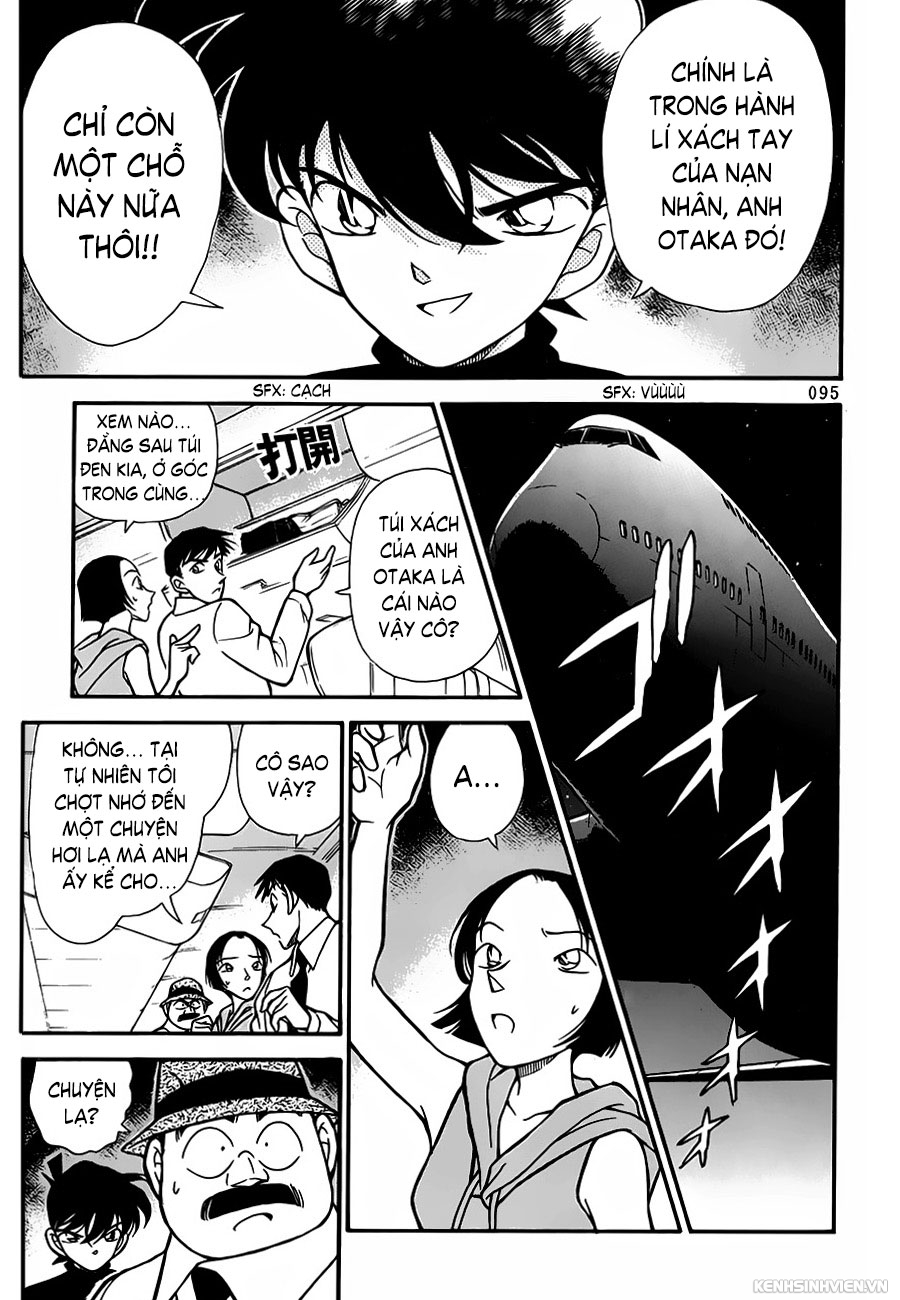 CHÍNH LÀ
TRONG HÀNH
LÍ XÁCH TAY
CỦA NẠN
NHÂN, ANH
OTAKA ĐÓ!
CHỈ CÒN
MỘT CHỖ
NÀY NỮA
THÔI!!
SFX: CẠCH
SFX: VÙÙÙÙ
095
打開
TÚI XÁCH
CỦA ANH
OTAKA LÀ
CÁI NÀO
VẬY CÔ?
XEM NÀO...
ĐẰNG SAU TÚI
ĐEN KIA, Ở GÓC
TRONG CÙNG...
A...
CÔ SAO
VẬY?
KHÔNG... TẠI
TỰ NHIÊN TÔI
CHỢT NHỚ ĐẾN
MỘT CHUYỆN
HƠI LẠ MÀ ANH
ẤY KỂ CHO...
CHUYỆN
LẠ?
KENHSINHVIEN.VN